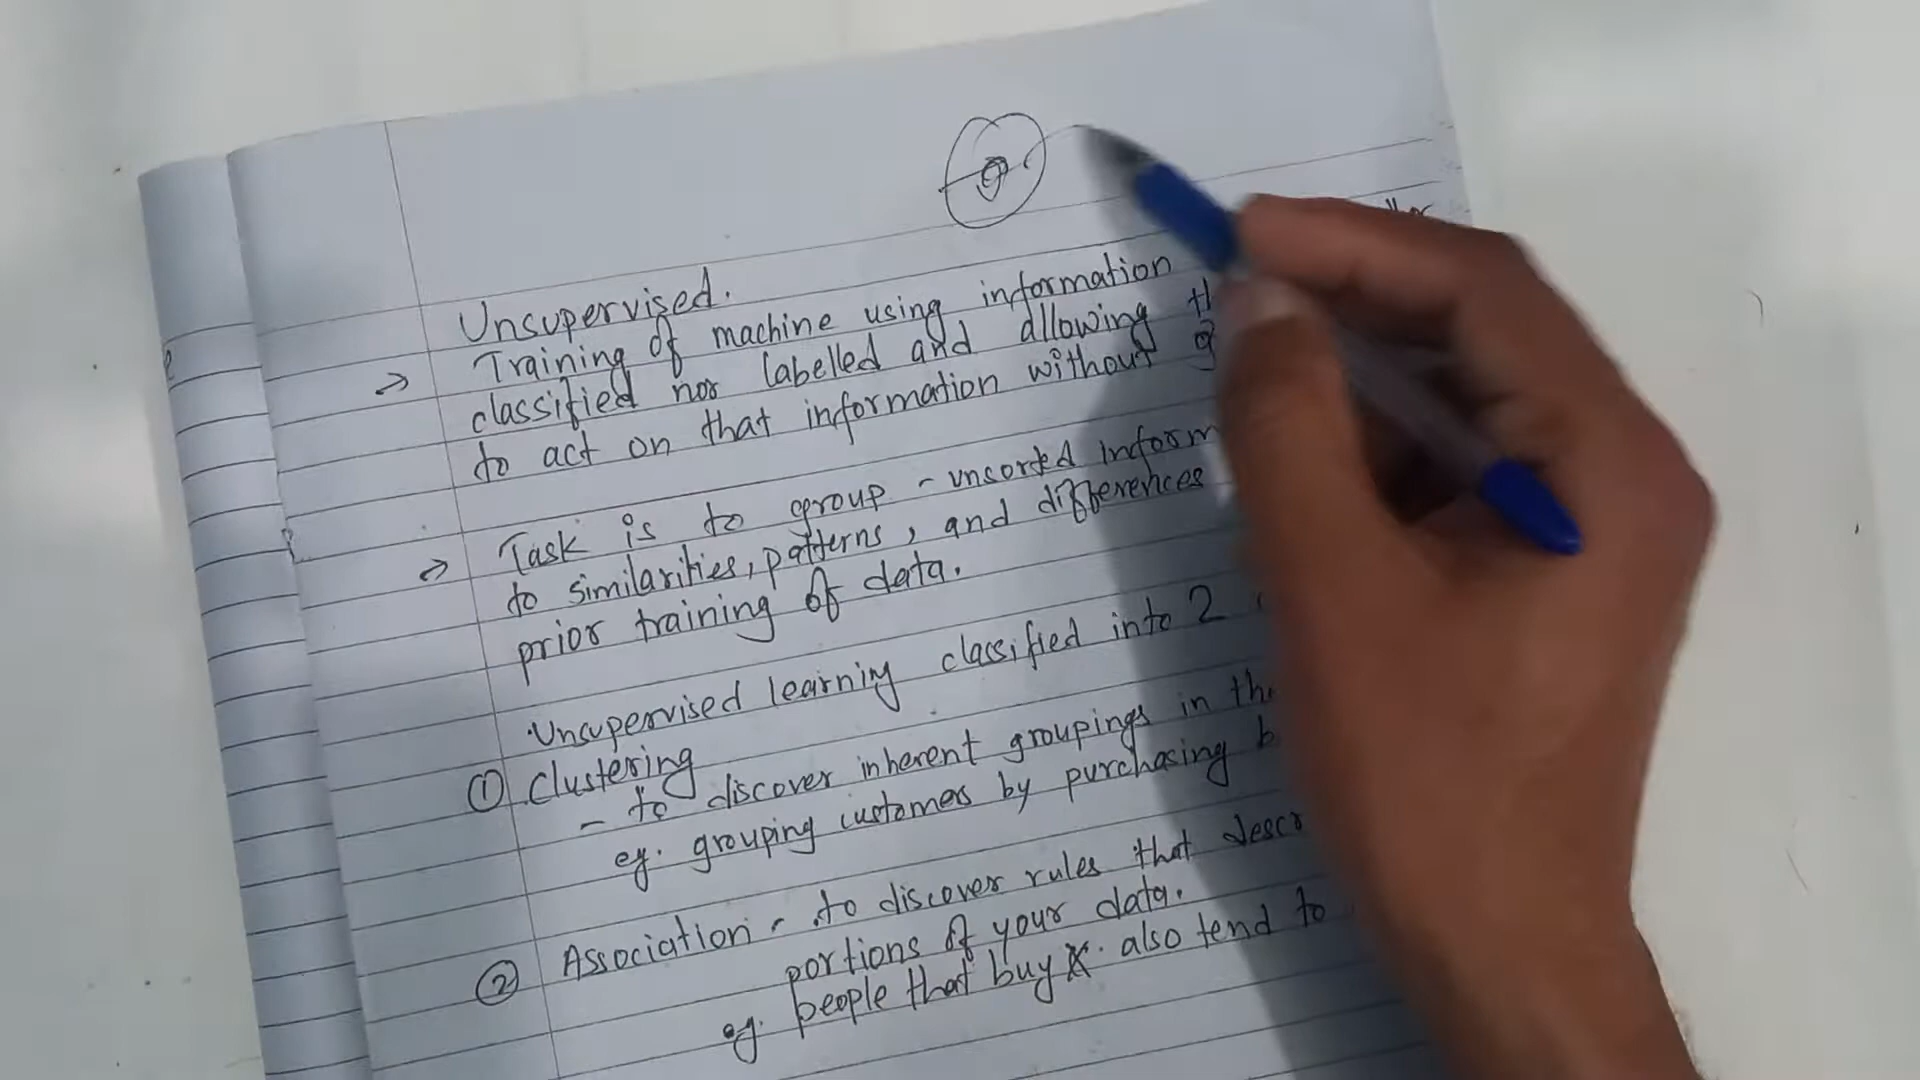 Unsupervised.
→ Training of machine using information
classified nor labelled and allowing
to act on that information without
→ Task is to group - unsorted
to similarities, patterns, and differences
prior training of data.
Unsupervised learning classified into 2
① Clustering
- to discover inherent groupings in
eg. grouping customers by purchasing
② Association - to discover rules that
portions of your data.
eg. people that buy X also tend to